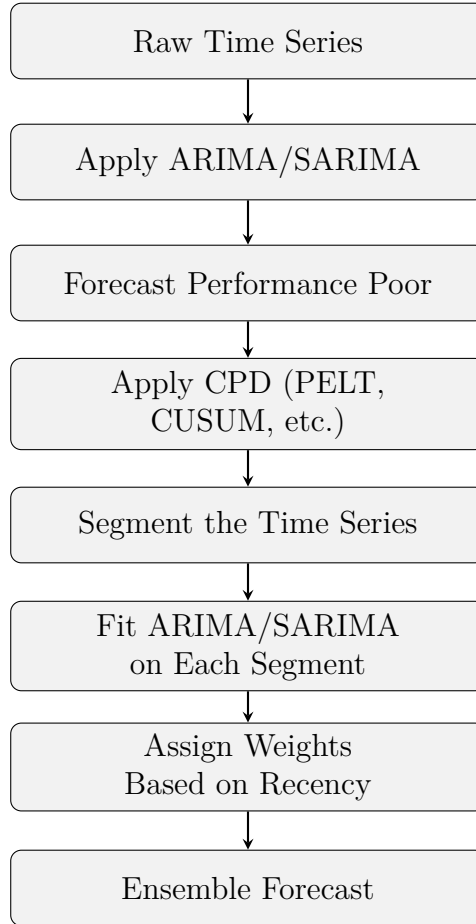 Raw Time Series
Apply ARIMA/SARIMA
Forecast Performance Poor
Apply CPD (PELT,
CUSUM, etc.)
Segment the Time Series
Fit ARIMA/SARIMA
on Each Segment
Assign Weights
Based on Recency
Ensemble Forecast